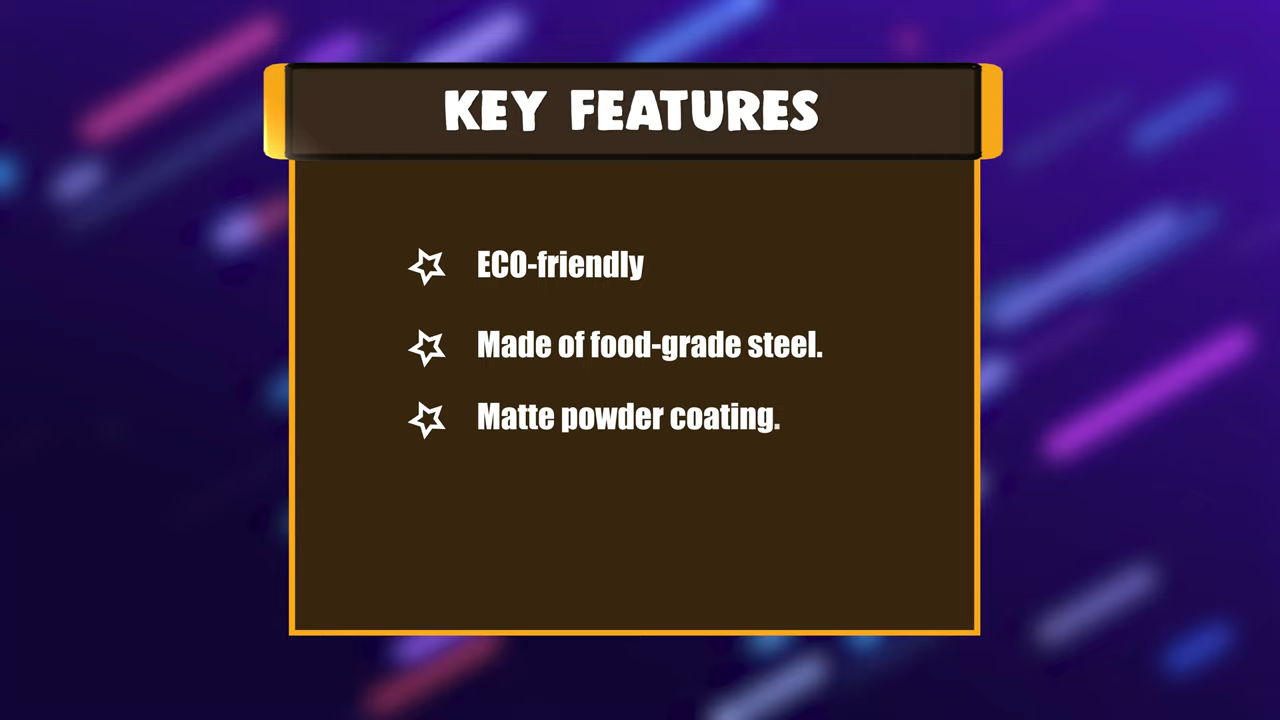 KEY FEATURES
ECO-friendly
Made of food-grade steel.
Matte powder coating.